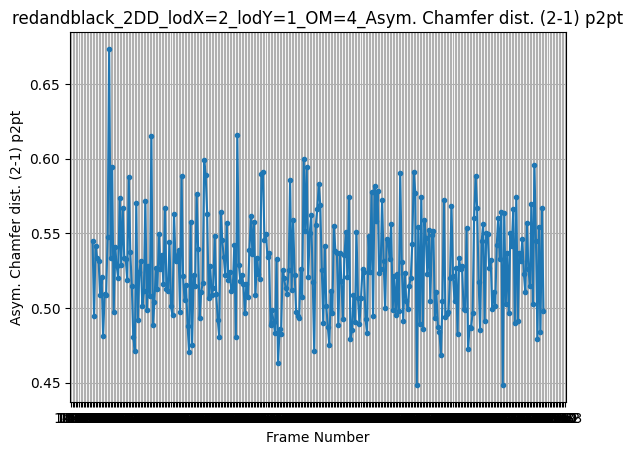 redandblack_2DD_lodX=2_lodY=1_OM=4_Asym. Chamfer dist. (2-1) p2pt
Asym. Chamfer dist. (2-1) p2pt
0.65
0.60
0.55
0.50
0.45
Frame Number